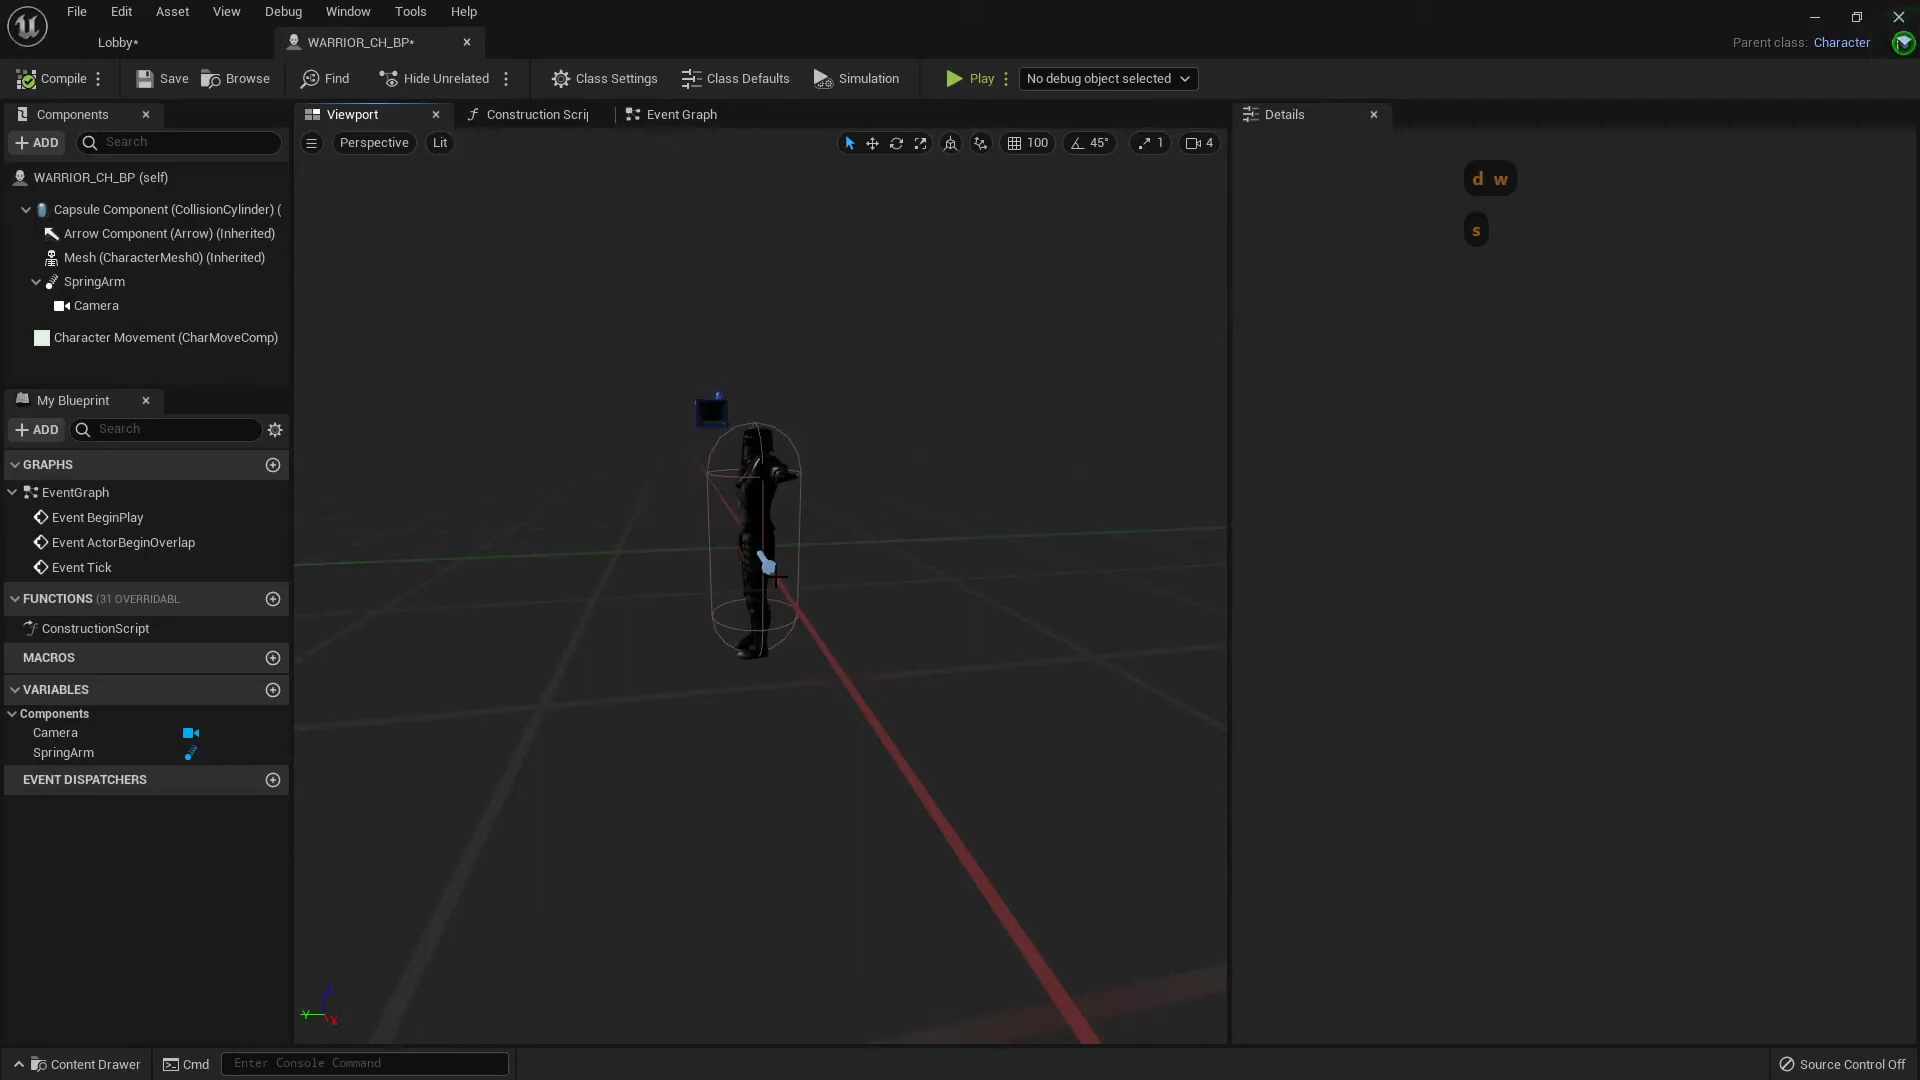 File Edit Asset View Debug Window Tools Help
Lobby*
WARRIOR_CH_BP*
Parent class: Character
Compile
Save
Browse
Find
Hide Unrelated
Class Settings
Class Defaults
Simulation
Play
No debug object selected
Components
Viewport
Construction Scrip
Event Graph
Details
ADD
Search
Perspective
Lit
100
45°
1
4
WARRIOR_CH_BP (self)
d w
Capsule Component (CollisionCylinder) (
s
Arrow Component (Arrow) (Inherited)
Mesh (CharacterMesh0) (Inherited)
SpringArm
Camera
Character Movement (CharMoveComp)
My Blueprint
ADD
Search
GRAPHS
EventGraph
Event BeginPlay
Event ActorBeginOverlap
Event Tick
FUNCTIONS (31 OVERRIDABL
ConstructionScript
MACROS
VARIABLES
Components
Camera
SpringArm
EVENT DISPATCHERS
Z
Y
X
Content Drawer
Cmd
Enter Console Command
Source Control Off